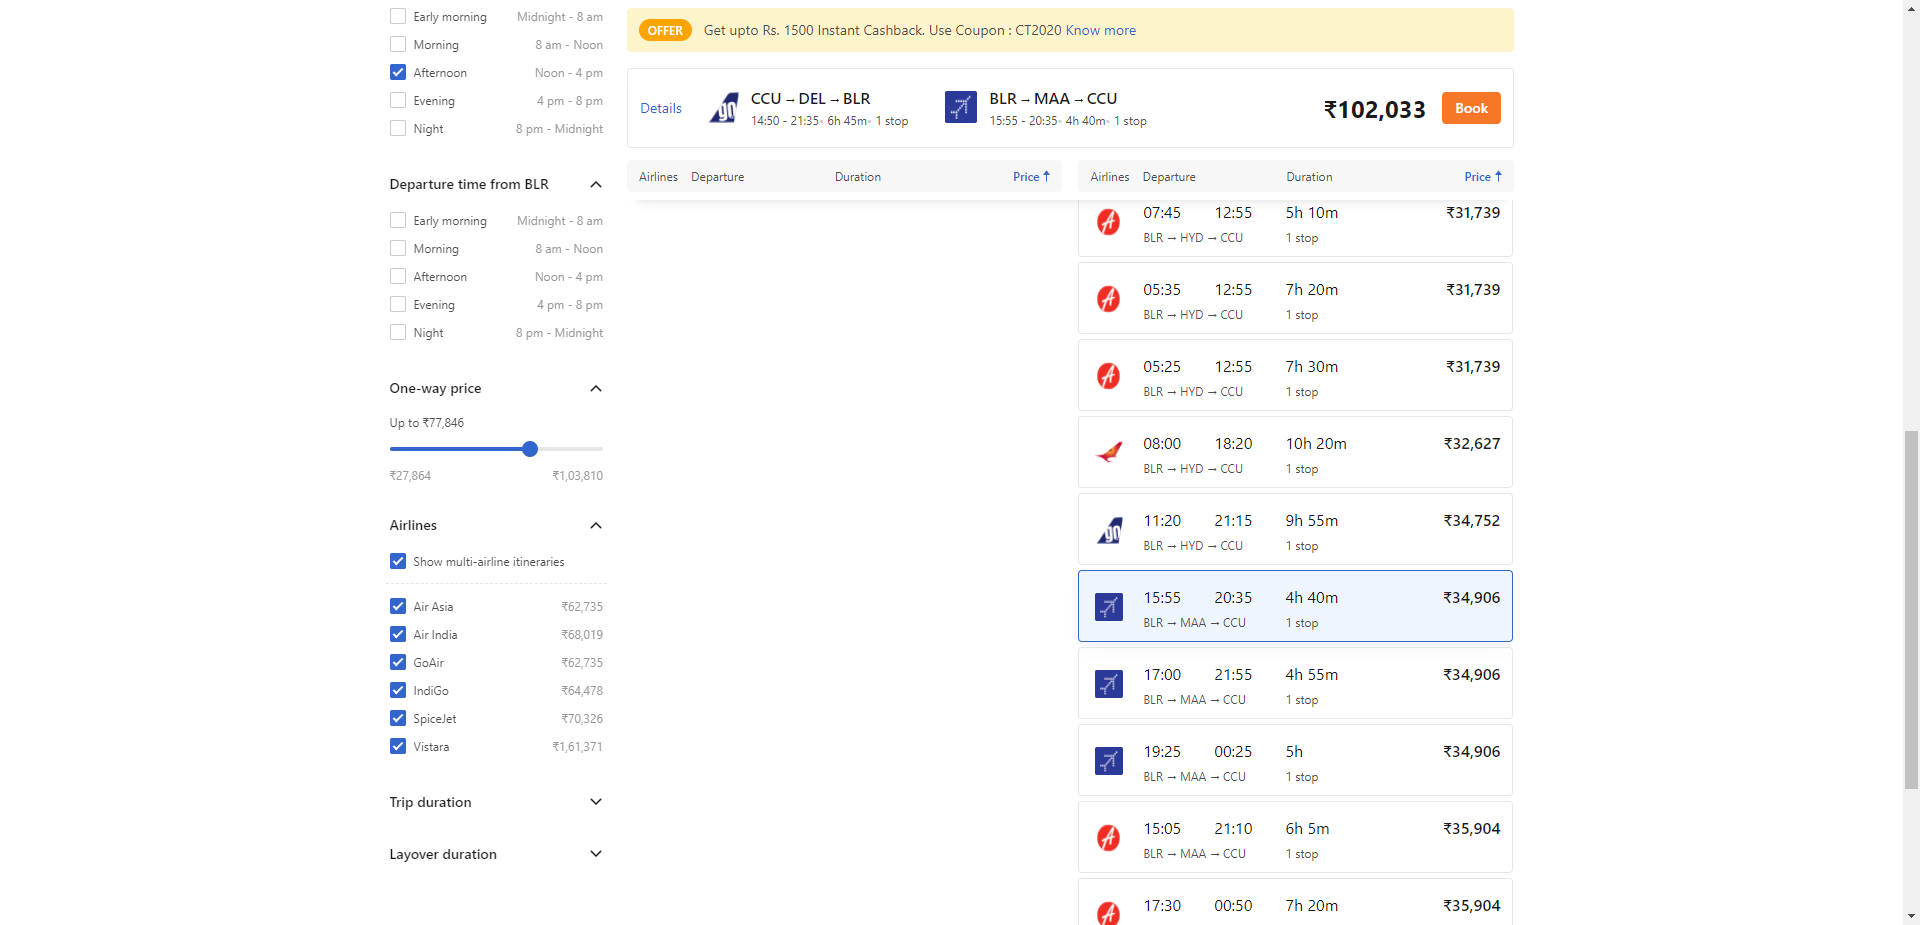 Early morning Midnight - 8 am
Morning 8 am - Noon
Afternoon Noon - 4 pm
Evening 4 pm - 8 pm
Night 8 pm - Midnight
Departure time from BLR
Early morning Midnight - 8 am
Morning 8 am - Noon
Afternoon Noon - 4 pm
Evening 4 pm - 8 pm
Night 8 pm - Midnight
One-way price
Up to ₹77,846
₹27,864 ₹1,03,810
Airlines
Show multi-airline itineraries
Air Asia ₹62,735
Air India ₹68,019
GoAir ₹62,735
IndiGo ₹64,478
SpiceJet ₹70,326
Vistara ₹1,61,371
Trip duration
Layover duration
OFFER Get upto Rs. 1500 Instant Cashback. Use Coupon : CT2020 Know more
Details
go
CCU → DEL → BLR
14:50 - 21:35• 6h 45m• 1 stop
BLR → MAA → CCU
15:55 - 20:35• 4h 40m• 1 stop
₹102,033
Book
Airlines Departure Duration Price ↑
Airlines Departure Duration Price ↑
07:45 12:55 5h 10m ₹31,739
BLR → HYD → CCU 1 stop
05:35 12:55 7h 20m ₹31,739
BLR → HYD → CCU 1 stop
05:25 12:55 7h 30m ₹31,739
BLR → HYD → CCU 1 stop
08:00 18:20 10h 20m ₹32,627
BLR → HYD → CCU 1 stop
go
11:20 21:15 9h 55m ₹34,752
BLR → HYD → CCU 1 stop
15:55 20:35 4h 40m ₹34,906
BLR → MAA → CCU 1 stop
17:00 21:55 4h 55m ₹34,906
BLR → MAA → CCU 1 stop
19:25 00:25 5h ₹34,906
BLR → MAA → CCU 1 stop
15:05 21:10 6h 5m ₹35,904
BLR → MAA → CCU 1 stop
17:30 00:50 7h 20m ₹35,904